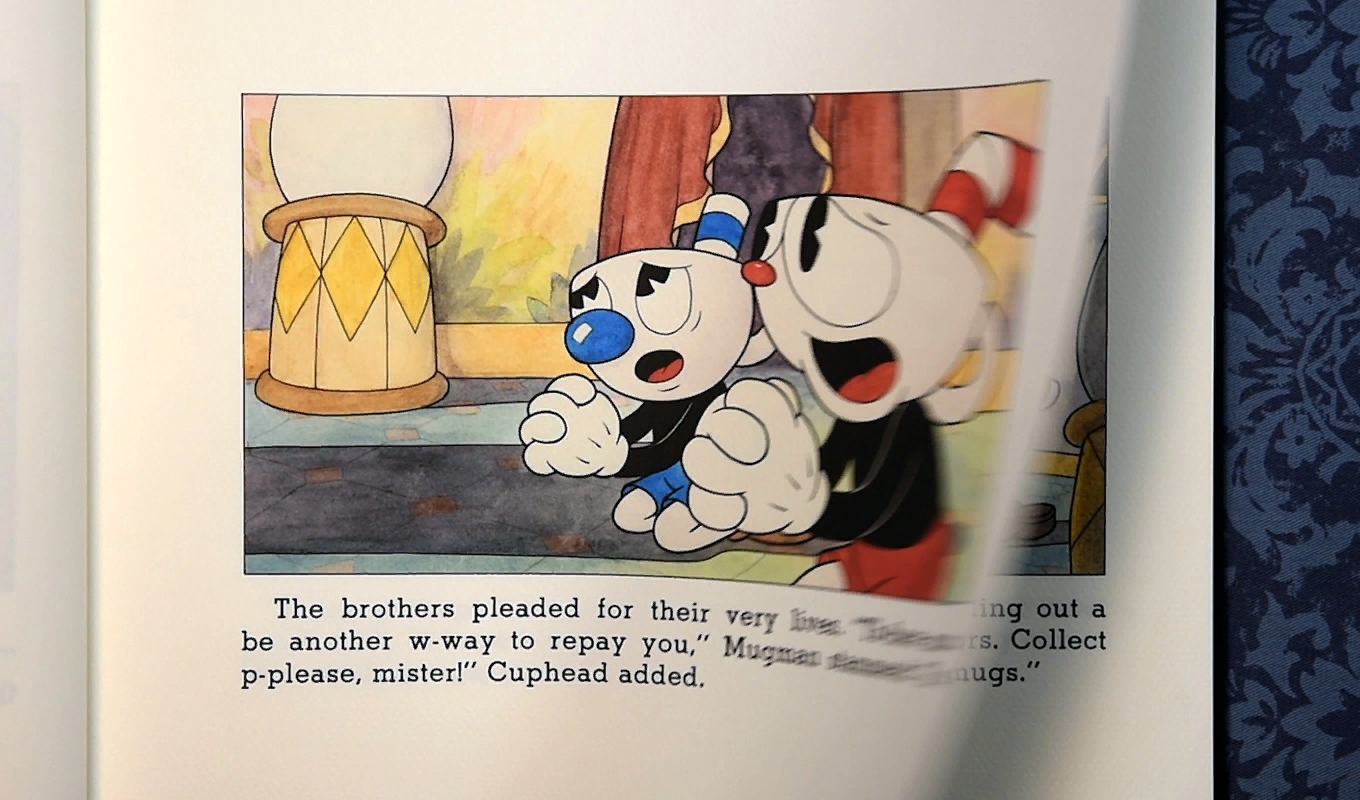 The brothers pleaded for their very lives. ing out a
be another w-way to repay you,” Mugman rs. Collect
p-please, mister!” Cuphead added. mugs.”